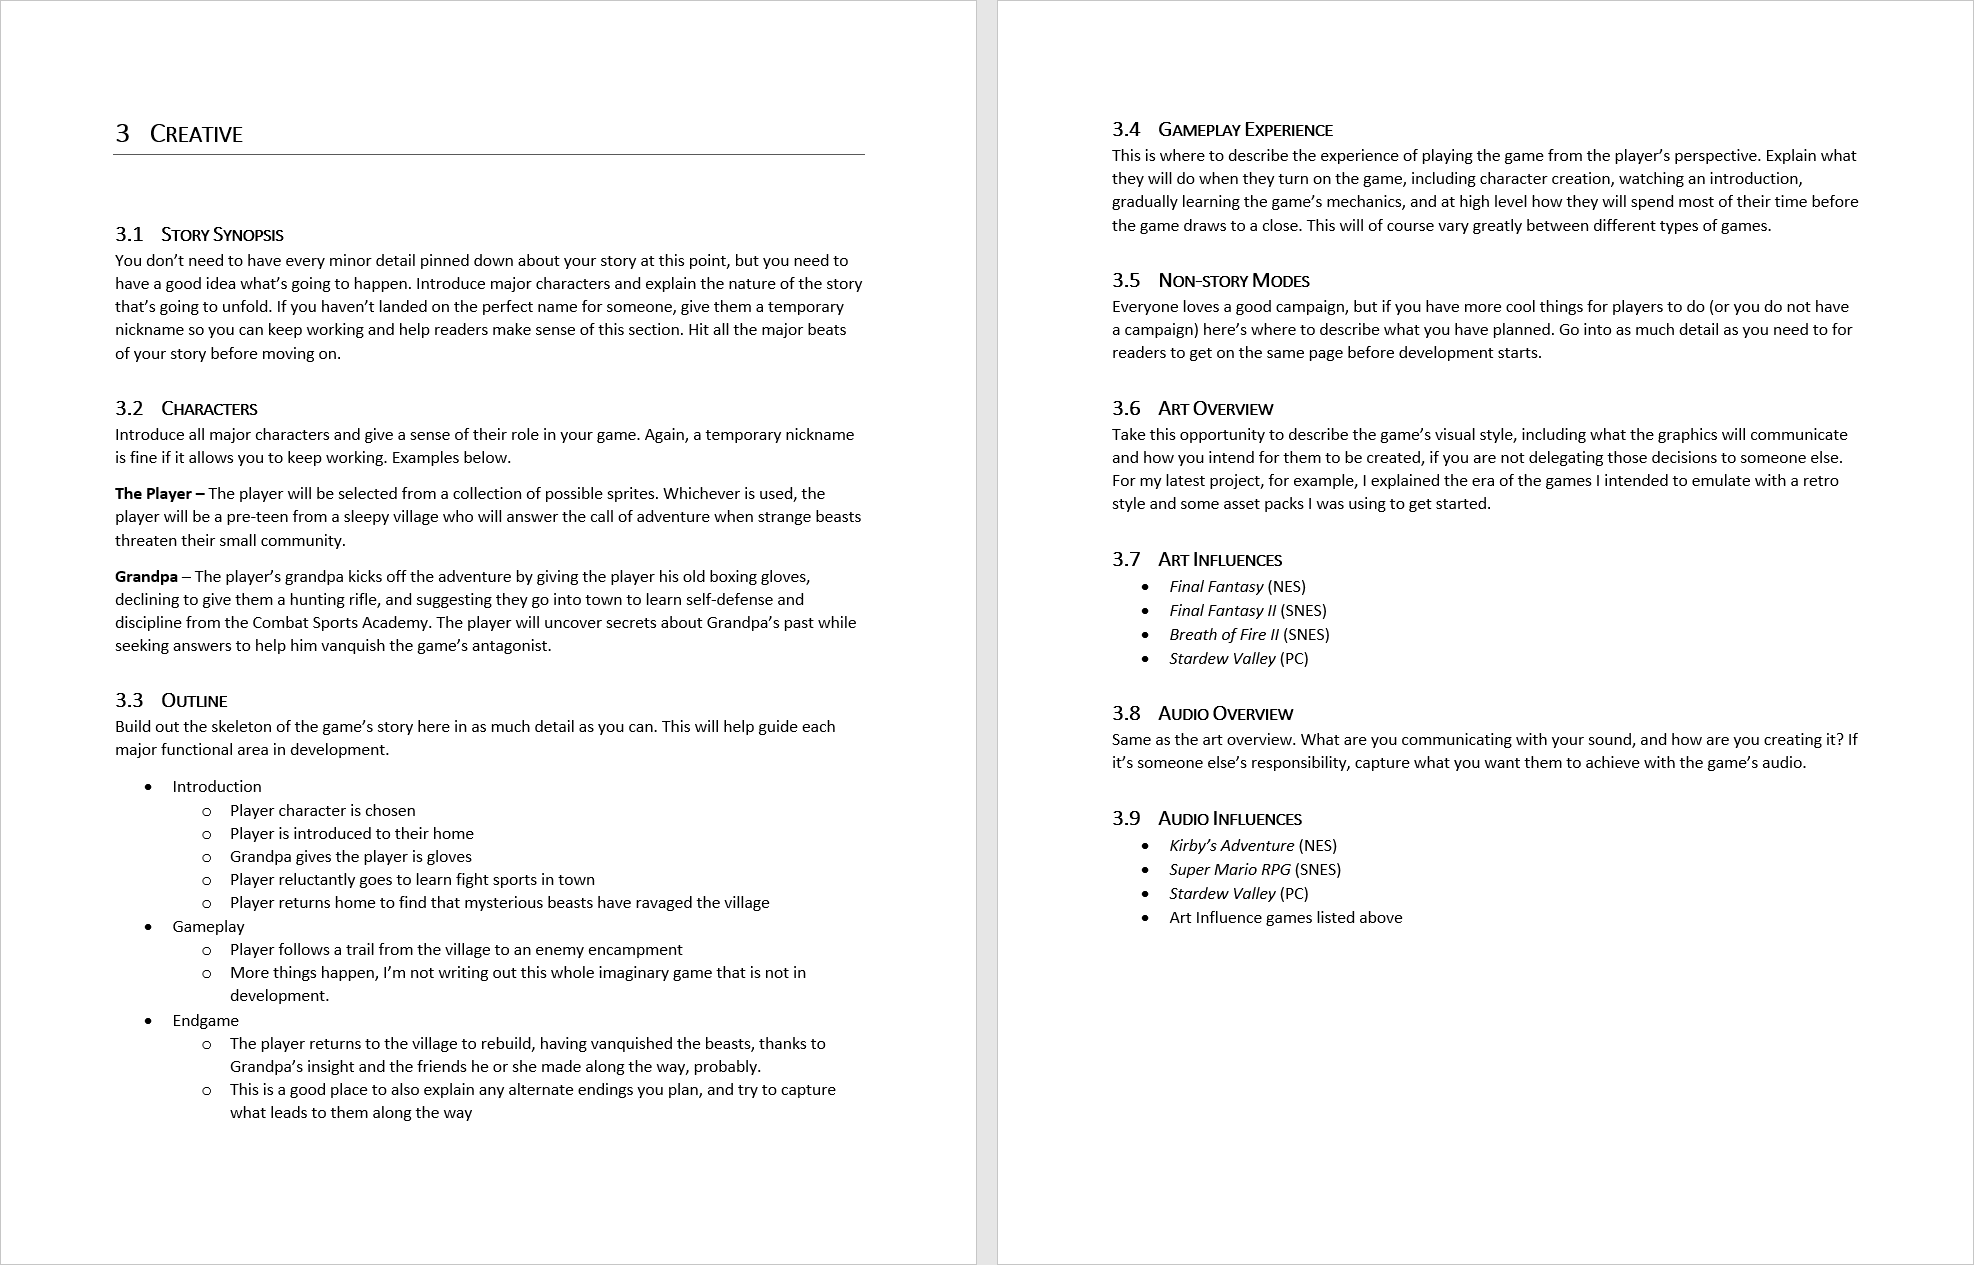 3 CREATIVE
3.1 STORY SYNOPSIS
You don’t need to have every minor detail pinned down about your story at this point, but you need to
have a good idea what’s going to happen. Introduce major characters and explain the nature of the story
that’s going to unfold. If you haven’t landed on the perfect name for someone, give them a temporary
nickname so you can keep working and help readers make sense of this section. Hit all the major beats
of your story before moving on.
3.2 CHARACTERS
Introduce all major characters and give a sense of their role in your game. Again, a temporary nickname
is fine if it allows you to keep working. Examples below.
The Player – The player will be selected from a collection of possible sprites. Whichever is used, the
player will be a pre-teen from a sleepy village who will answer the call of adventure when strange beasts
threaten their small community.
Grandpa – The player’s grandpa kicks off the adventure by giving the player his old boxing gloves,
declining to give them a hunting rifle, and suggesting they go into town to learn self-defense and
discipline from the Combat Sports Academy. The player will uncover secrets about Grandpa’s past while
seeking answers to help him vanquish the game’s antagonist.
3.3 OUTLINE
Build out the skeleton of the game’s story here in as much detail as you can. This will help guide each
major functional area in development.
• Introduction
o Player character is chosen
o Player is introduced to their home
o Grandpa gives the player is gloves
o Player reluctantly goes to learn fight sports in town
o Player returns home to find that mysterious beasts have ravaged the village
• Gameplay
o Player follows a trail from the village to an enemy encampment
o More things happen, I’m not writing out this whole imaginary game that is not in
development.
• Endgame
o The player returns to the village to rebuild, having vanquished the beasts, thanks to
Grandpa’s insight and the friends he or she made along the way, probably.
o This is a good place to also explain any alternate endings you plan, and try to capture
what leads to them along the way
3.4 GAMEPLAY EXPERIENCE
This is where to describe the experience of playing the game from the player’s perspective. Explain what
they will do when they turn on the game, including character creation, watching an introduction,
gradually learning the game’s mechanics, and at high level how they will spend most of their time before
the game draws to a close. This will of course vary greatly between different types of games.
3.5 NON-STORY MODES
Everyone loves a good campaign, but if you have more cool things for players to do (or you do not have
a campaign) here’s where to describe what you have planned. Go into as much detail as you need to for
readers to get on the same page before development starts.
3.6 ART OVERVIEW
Take this opportunity to describe the game’s visual style, including what the graphics will communicate
and how you intend for them to be created, if you are not delegating those decisions to someone else.
For my latest project, for example, I explained the era of the games I intended to emulate with a retro
style and some asset packs I was using to get started.
3.7 ART INFLUENCES
• Final Fantasy (NES)
• Final Fantasy II (SNES)
• Breath of Fire II (SNES)
• Stardew Valley (PC)
3.8 AUDIO OVERVIEW
Same as the art overview. What are you communicating with your sound, and how are you creating it? If
it’s someone else’s responsibility, capture what you want them to achieve with the game’s audio.
3.9 AUDIO INFLUENCES
• Kirby’s Adventure (NES)
• Super Mario RPG (SNES)
• Stardew Valley (PC)
• Art Influence games listed above